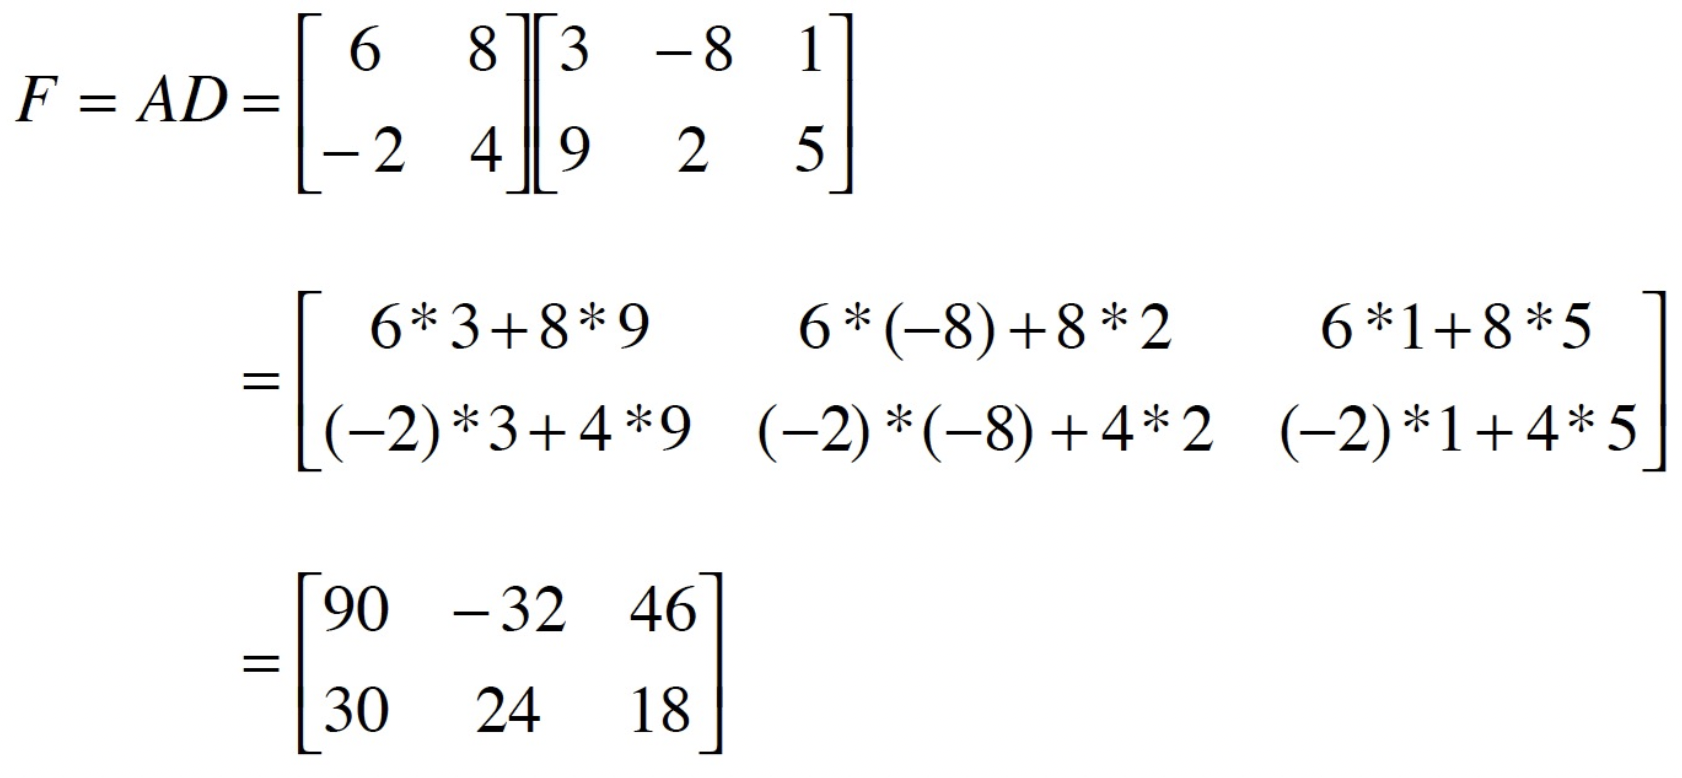 F = AD = [ 6 8 ] [ 3 −8 1 ]
[ −2 4 ] [ 9 2 5 ]
= [ 6*3+8*9 6*(−8)+8*2 6*1+8*5 ]
[ (−2)*3+4*9 (−2)*(−8)+4*2 (−2)*1+4*5 ]
= [ 90 −32 46 ]
[ 30 24 18 ]